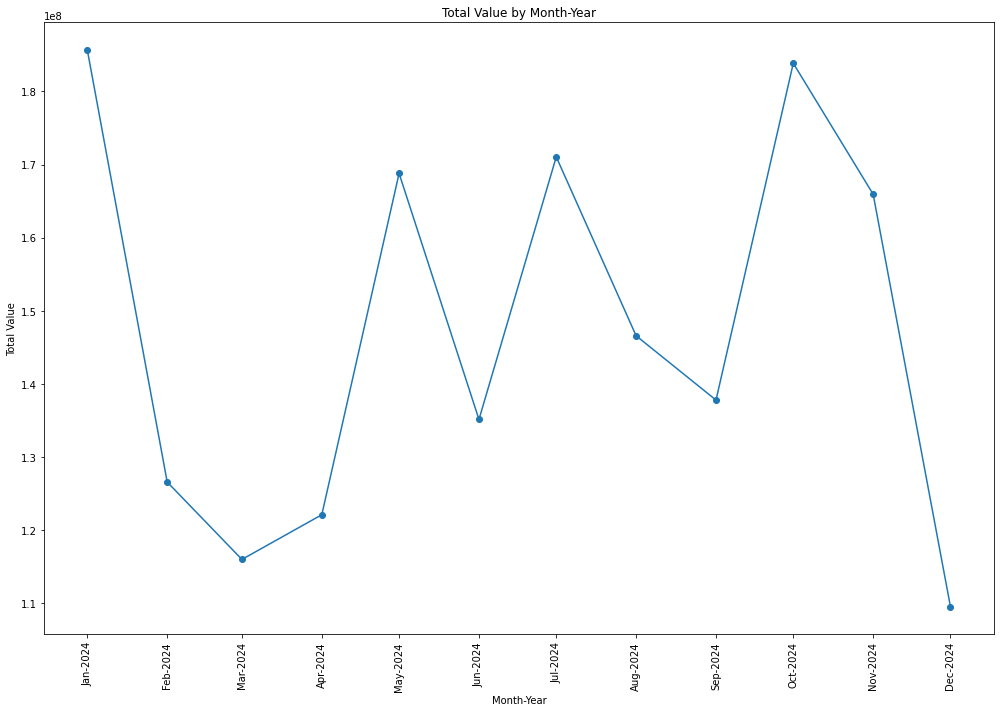 Total Value by Month-Year
1e8
1.8
1.7
1.6
1.5
1.4
1.3
1.2
1.1
Total Value
Jan-2024
Feb-2024
Mar-2024
Apr-2024
May-2024
Jun-2024
Jul-2024
Aug-2024
Sep-2024
Oct-2024
Nov-2024
Dec-2024
Month-Year